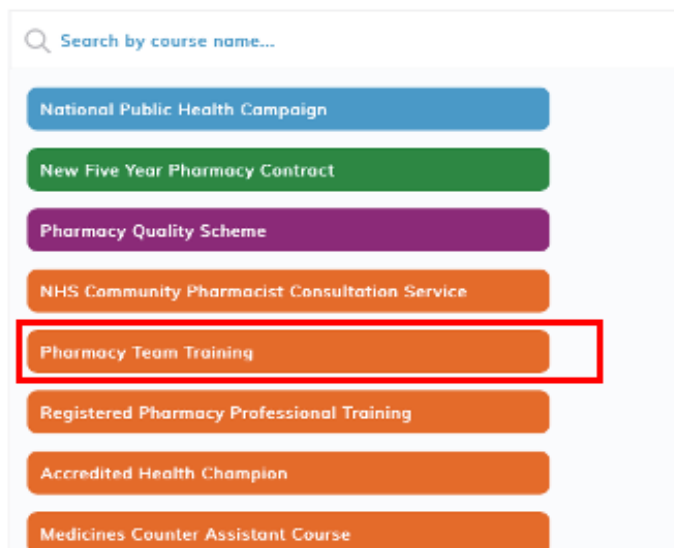 Search by course name...
National Public Health Campaign
New Five Year Pharmacy Contract
Pharmacy Quality Scheme
NHS Community Pharmacist Consultation Service
Pharmacy Team Training
Registered Pharmacy Professional Training
Accredited Health Champion
Medicines Counter Assistant Course